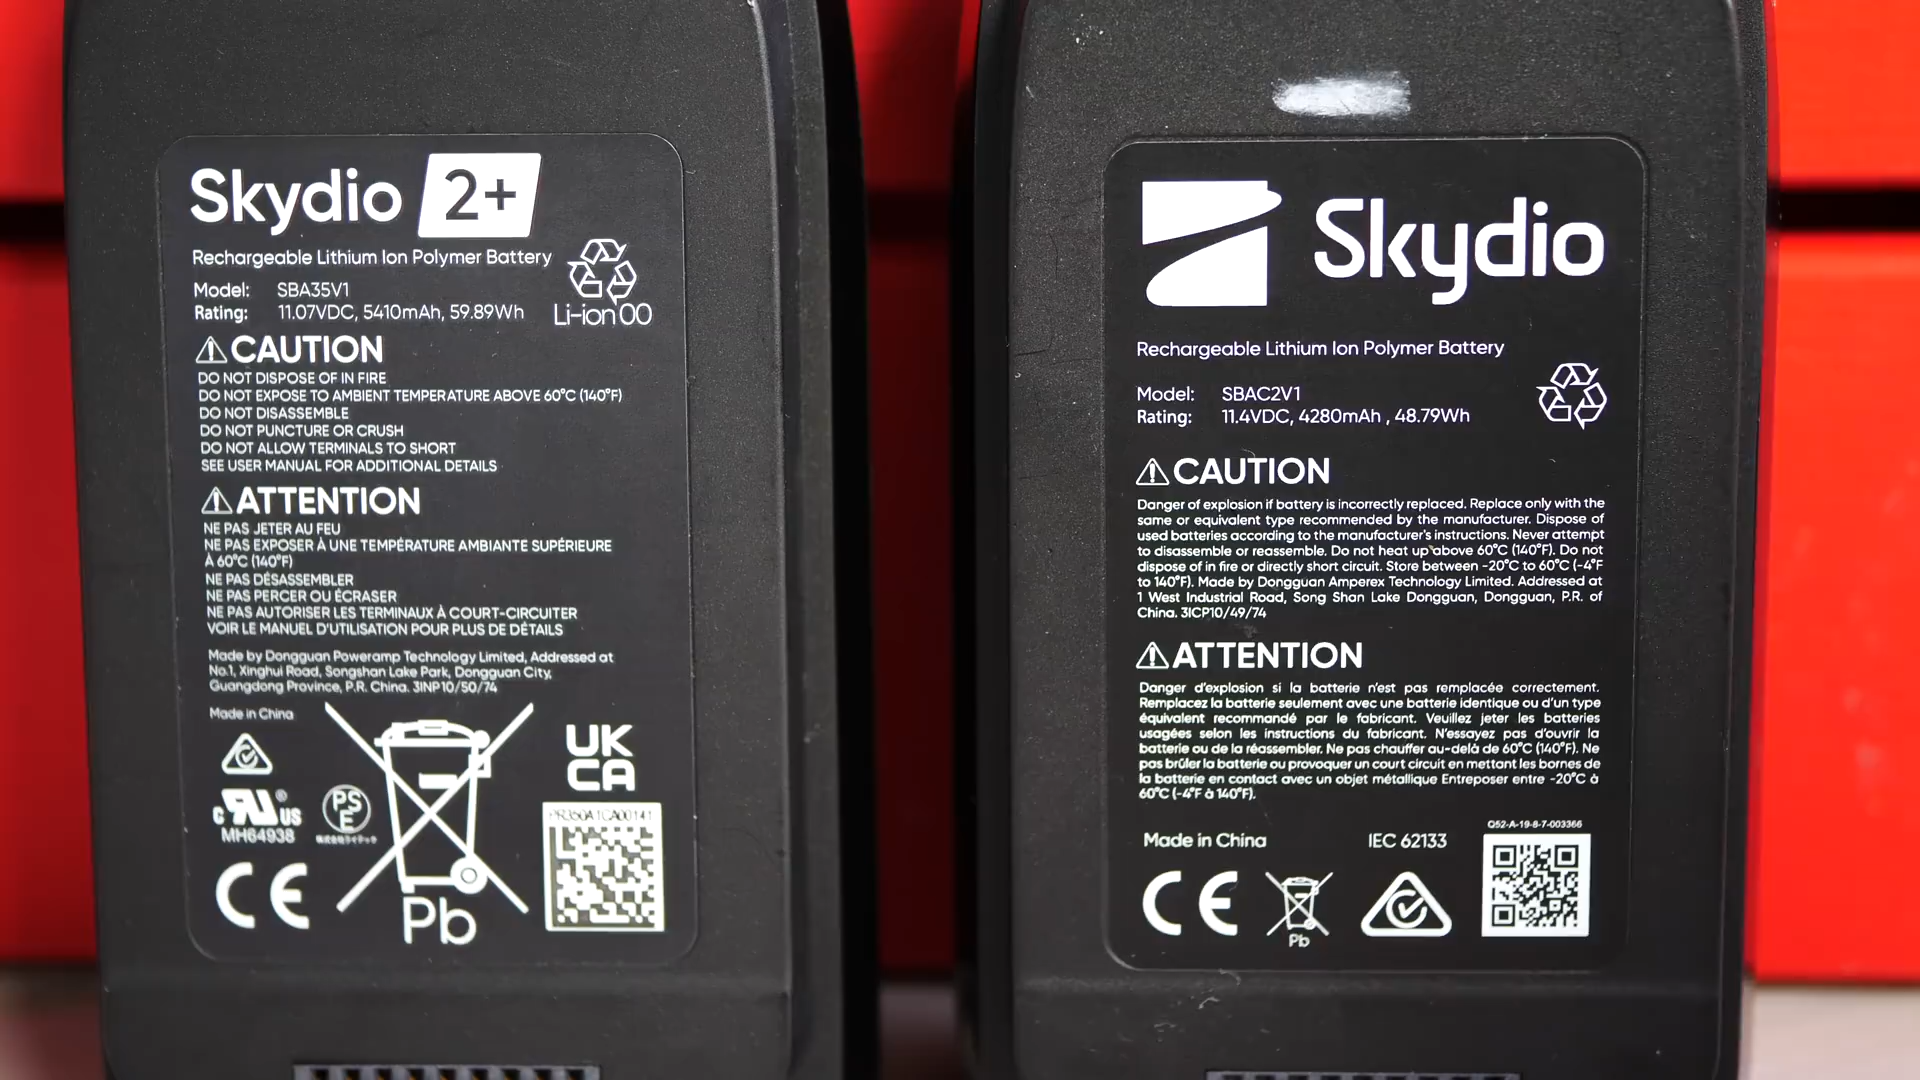 Skydio 2+
Rechargeable Lithium Ion Polymer Battery
Model: SBA35V1
Rating: 11.07VDC, 5410mAh, 59.89Wh
Li-ion 00
CAUTION
DO NOT DISPOSE OF IN FIRE
DO NOT EXPOSE TO AMBIENT TEMPERATURE ABOVE 60°C (140°F)
DO NOT DISASSEMBLE
DO NOT PUNCTURE OR CRUSH
DO NOT ALLOW TERMINALS TO SHORT
SEE USER MANUAL FOR ADDITIONAL DETAILS
ATTENTION
NE PAS JETER AU FEU
NE PAS EXPOSER À UNE TEMPÉRATURE AMBIANTE SUPÉRIEURE
À 60°C (140°F)
NE PAS DÉSASSEMBLER
NE PAS PERCER OU ÉCRASER
NE PAS AUTORISER LES TERMINAUX À COURT-CIRCUITER
VOIR LE MANUEL D'UTILISATION POUR PLUS DE DÉTAILS
Made by Dongguan Poweramp Technology Limited, Addressed at
No.1, Xinghui Road, Songshan Lake Park, Dongguan City,
Guangdong Province, P.R. China. 3INP10/50/74
Made in China
UK
CA
c RU US
MH64938
PS
E
株式会社ライテック
PR350A1CA00141
CE
Pb
Skydio
Rechargeable Lithium Ion Polymer Battery
Model: SBAC2V1
Rating: 11.4VDC, 4280mAh , 48.79Wh
CAUTION
Danger of explosion if battery is incorrectly replaced. Replace only with the
same or equivalent type recommended by the manufacturer. Dispose of
used batteries according to the manufacturer's instructions. Never attempt
to disassemble or reassemble. Do not heat up above 60°C (140°F). Do not
dispose of in fire or directly short circuit. Store between -20°C to 60°C (-4°F
to 140°F). Made by Dongguan Amperex Technology Limited. Addressed at
1 West Industrial Road, Song Shan Lake Dongguan, Dongguan, P.R. of
China. 3ICP10/49/74
ATTENTION
Danger d'explosion si la batterie n'est pas remplacée correctement.
Remplacez la batterie seulement avec une batterie identique ou d'un type
équivalent recommandé par le fabricant. Veuillez jeter les batteries
usagées selon les instructions du fabricant. N'essayez pas d'ouvrir la
batterie ou de la réassembler. Ne pas chauffer au-delà de 60°C (140°F). Ne
pas brûler la batterie ou provoquer un court circuit en mettant les bornes de
la batterie en contact avec un objet métallique Entreposer entre -20°C à
60°C (-4°F à 140°F).
Made in China
IEC 62133
Q52-A-19-8-7-003366
CE
Pb